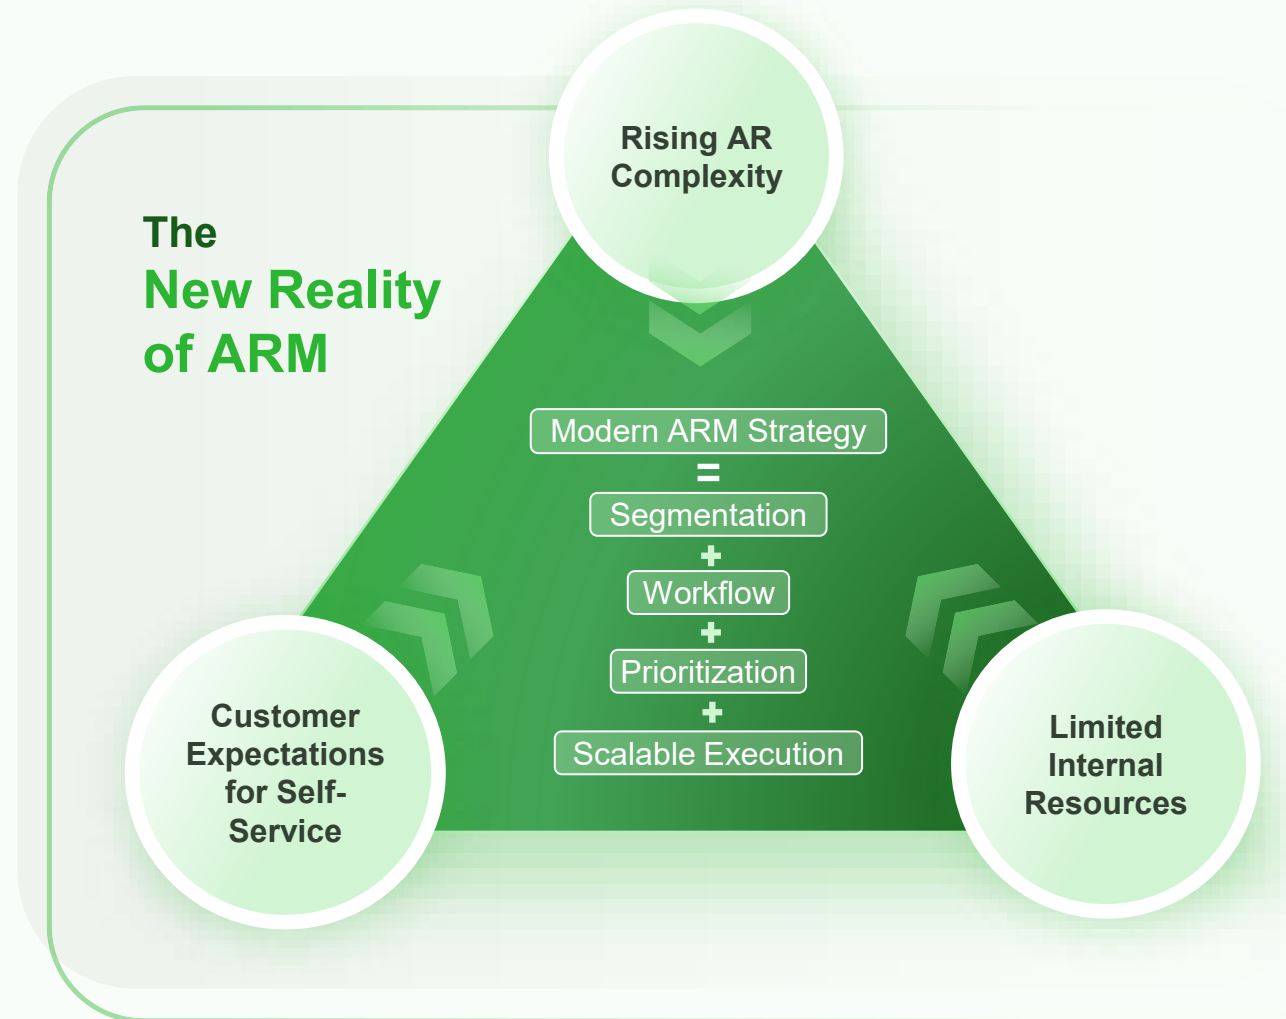 Rising AR
Complexity
The
New Reality
of ARM
Modern ARM Strategy
=
Segmentation
+
Workflow
+
Prioritization
+
Scalable Execution
Customer
Expectations
for Self-
Service
Limited
Internal
Resources